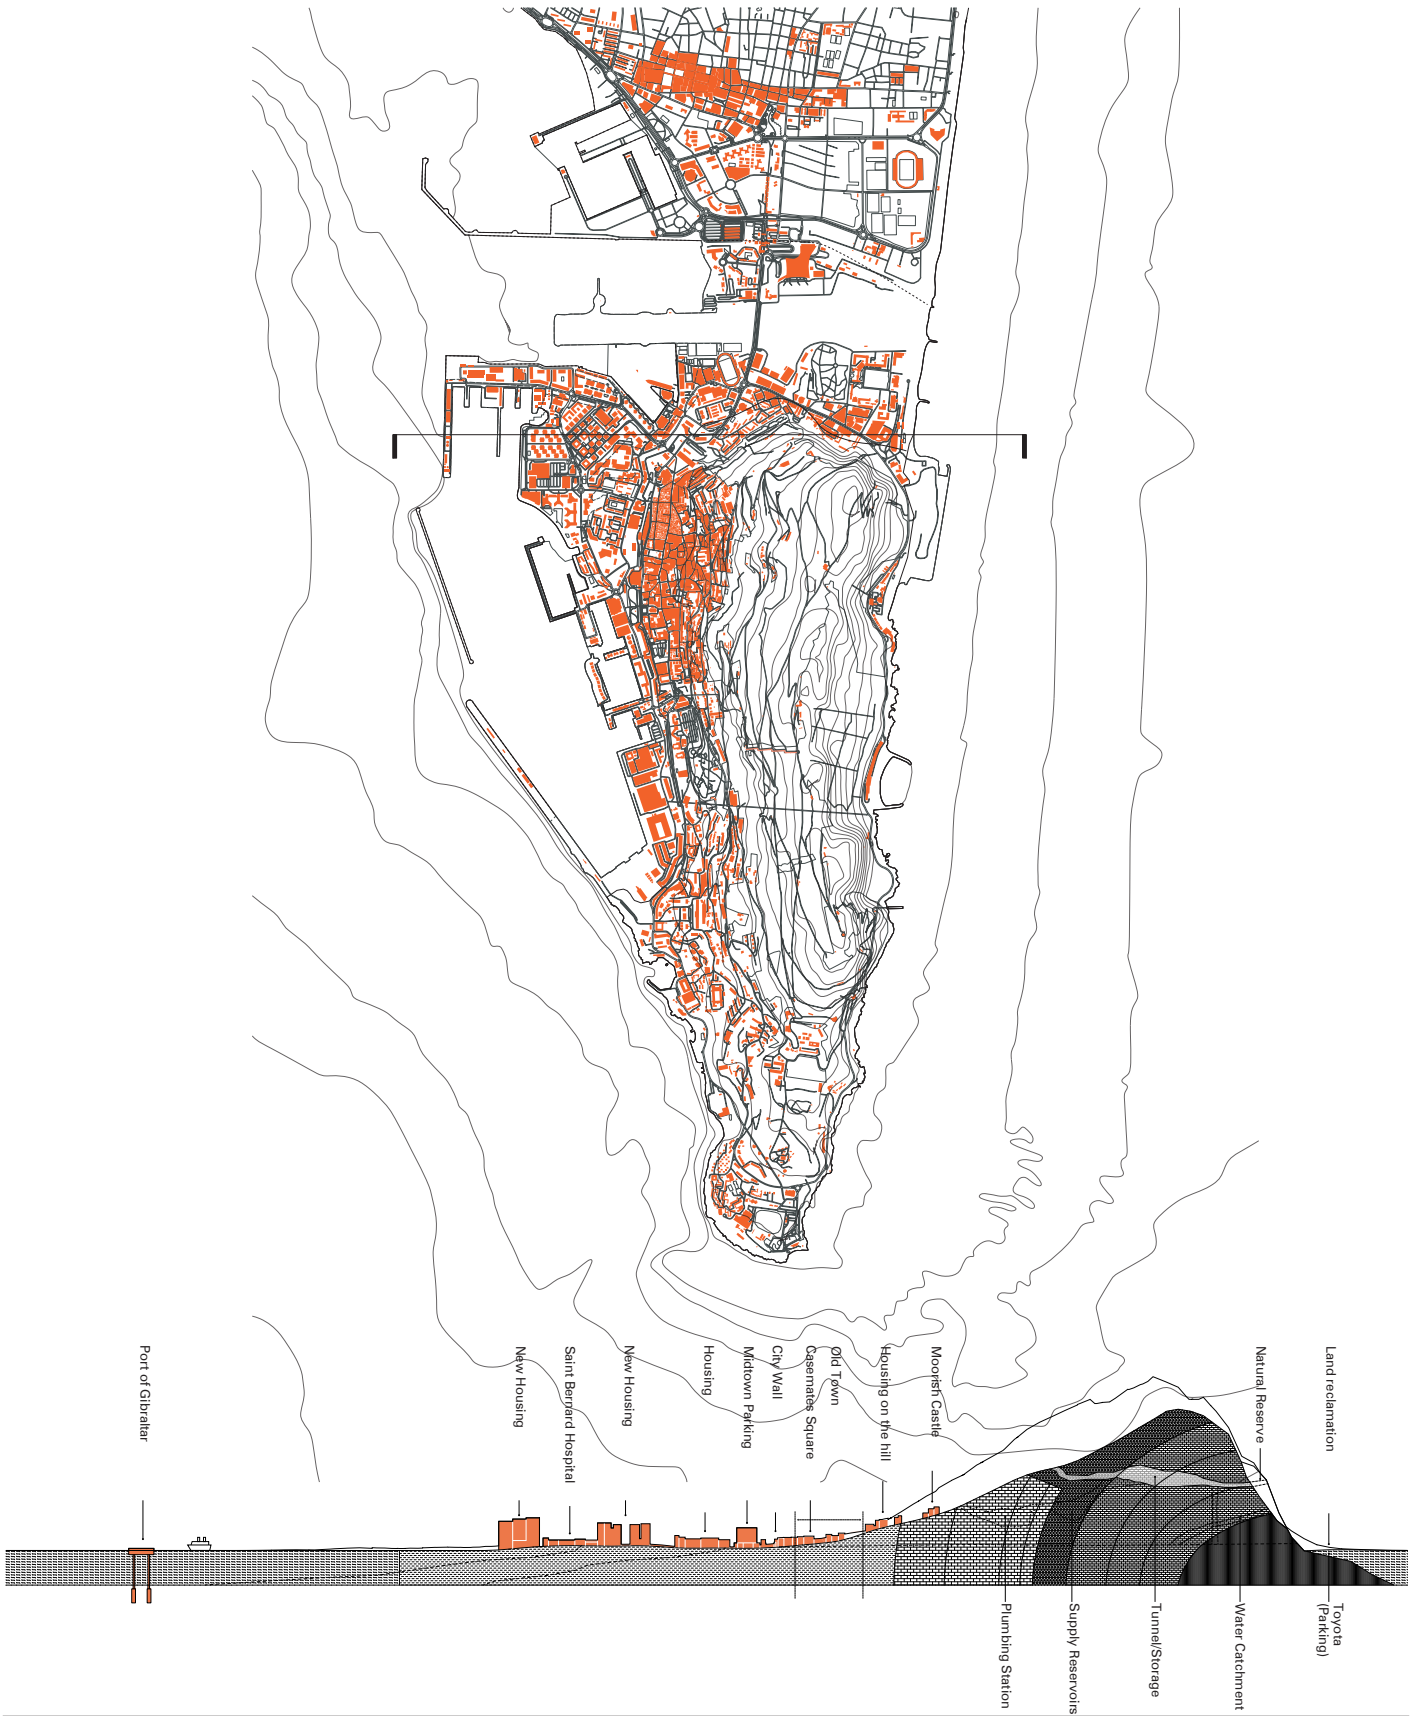 Port of Gibraltar
New Housing
Saint Bernard Hospital
New Housing
Housing
Midtown Parking
City Wall
Casemates Square
Old Town
Housing on the hill
Moorish Castle
Natural Reserve
Land reclamation
Plumbing Station
Supply Reservoirs
Tunnel/Storage
Water Catchment
Toyota
(Parking)